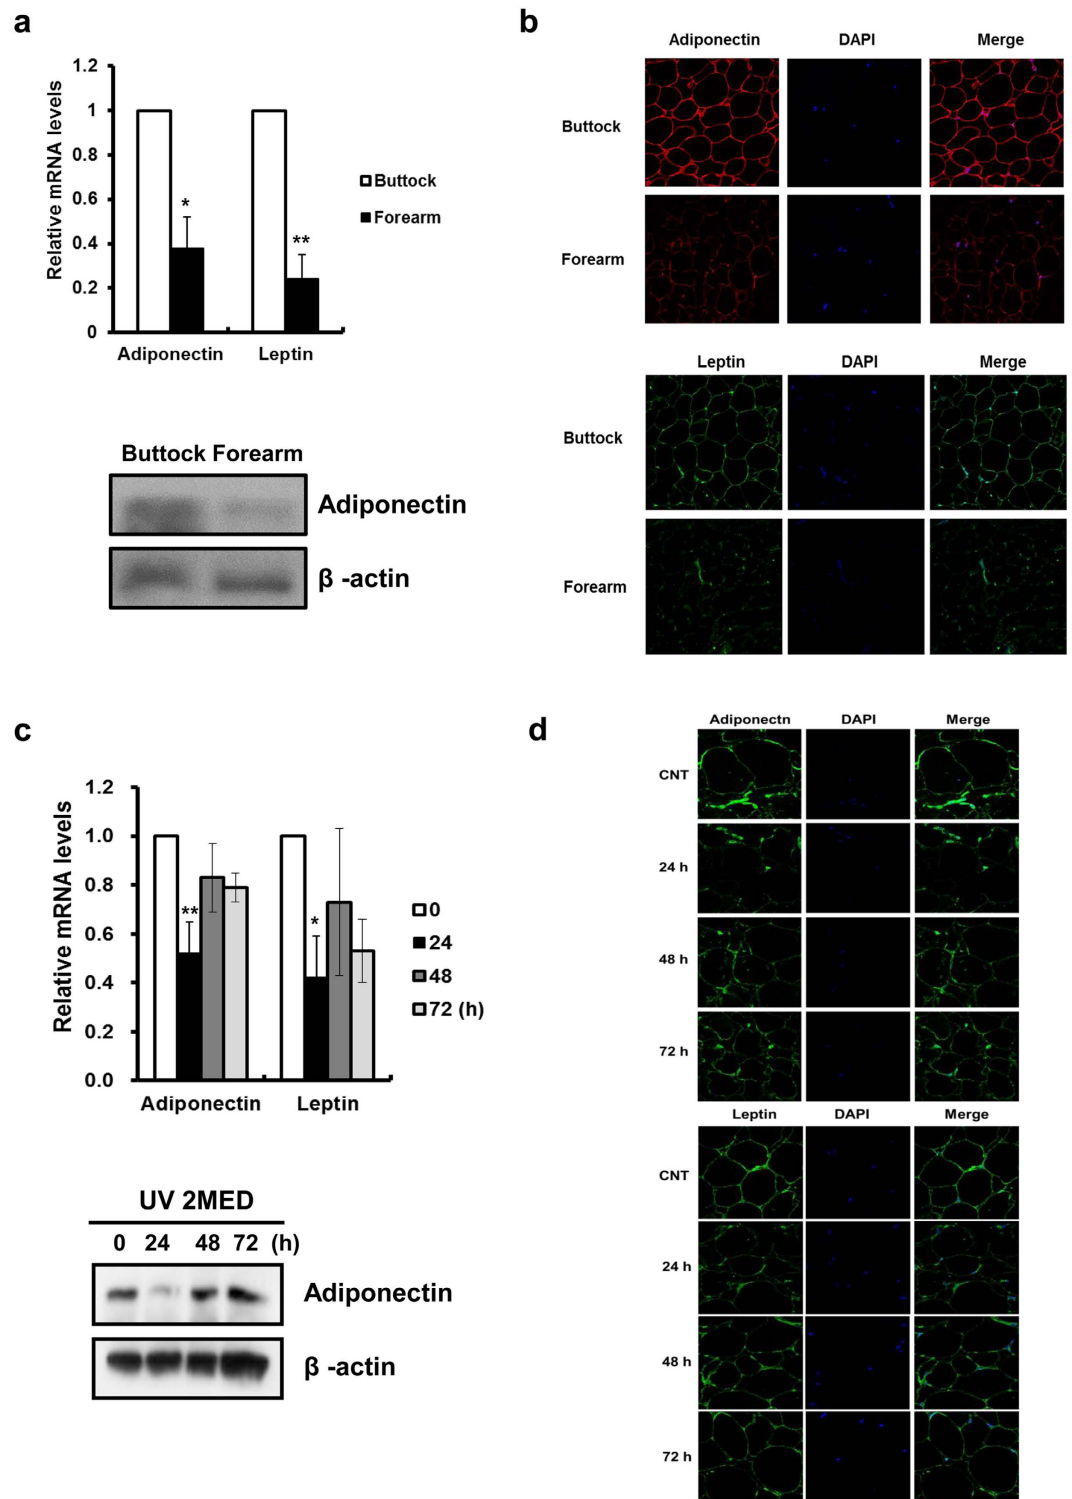 a
1.2
1
0.8
0.6
0.4
0.2
0
Relative mRNA levels
*
**
Buttock
Forearm
Adiponectin Leptin
Buttock Forearm
Adiponectin
β -actin
b
Adiponectin DAPI Merge
Buttock
Forearm
Leptin DAPI Merge
Buttock
Forearm
c
1.2
1.0
0.8
0.6
0.4
0.2
0.0
Relative mRNA levels
**
*
0
24
48
72 (h)
Adiponectin Leptin
UV 2MED
0 24 48 72 (h)
Adiponectin
β -actin
d
Adiponectn DAPI Merge
CNT
24 h
48 h
72 h
Leptin DAPI Merge
CNT
24 h
48 h
72 h